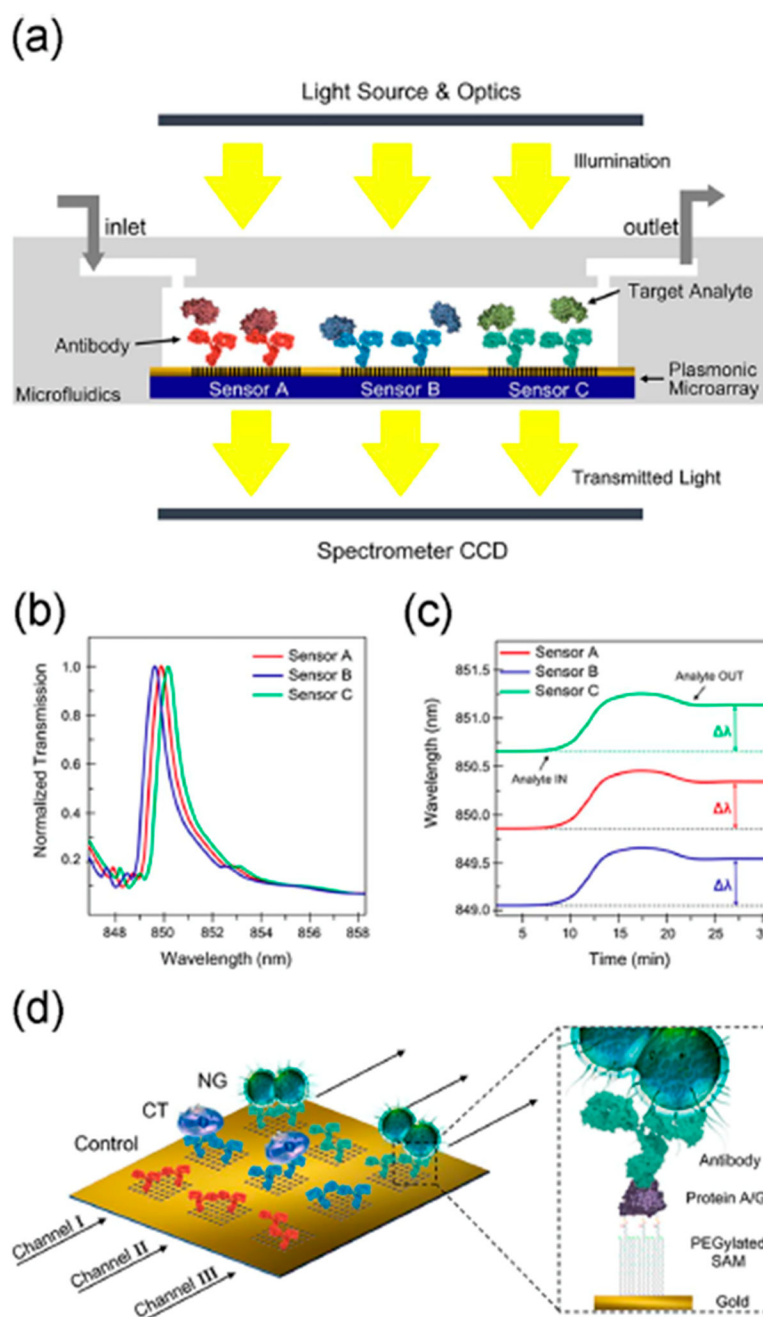 (a)
Light Source & Optics
Illumination
inlet
outlet
Target Analyte
Antibody
Plasmonic
Microarray
Microfluidics
Sensor A
Sensor B
Sensor C
Transmitted Light
Spectrometer CCD
(b)
Normalized Transmission
1.0
0.8
0.6
0.4
0.2
Sensor A
Sensor B
Sensor C
848
850
852
854
856
858
Wavelength (nm)
(c)
Wavelength (nm)
851.5
851.0
850.5
850.0
849.5
849.0
Sensor A
Sensor B
Sensor C
Analyte OUT
Analyte IN
Δλ
Δλ
Δλ
5
10
15
20
25
30
Time (min)
(d)
NG
CT
Control
Channel I
Channel II
Channel III
Antibody
Protein A/G
PEGylated
SAM
Gold